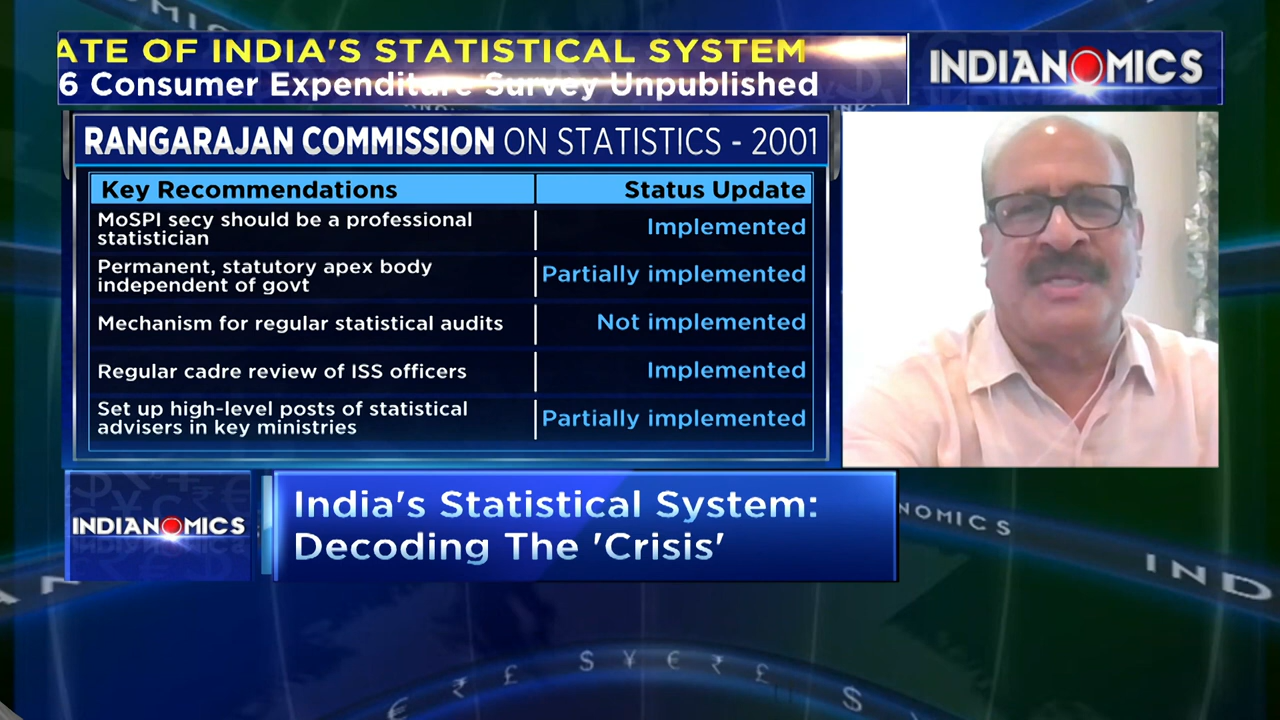 ATE OF INDIA'S STATISTICAL SYSTEM
6 Consumer Expenditure Survey Unpublished
INDIANOMICS
RANGARAJAN COMMISSION ON STATISTICS - 2001
Key Recommendations Status Update
MoSPI secy should be a professional
statistician
Implemented
Permanent, statutory apex body
independent of govt
Partially implemented
Mechanism for regular statistical audits Not implemented
Regular cadre review of ISS officers Implemented
Set up high-level posts of statistical
advisers in key ministries
Partially implemented
INDIANOMICS
India's Statistical System:
Decoding The 'Crisis'
NOMICS
IND
$ ¥ € ₹ £
€ ₹ £ $